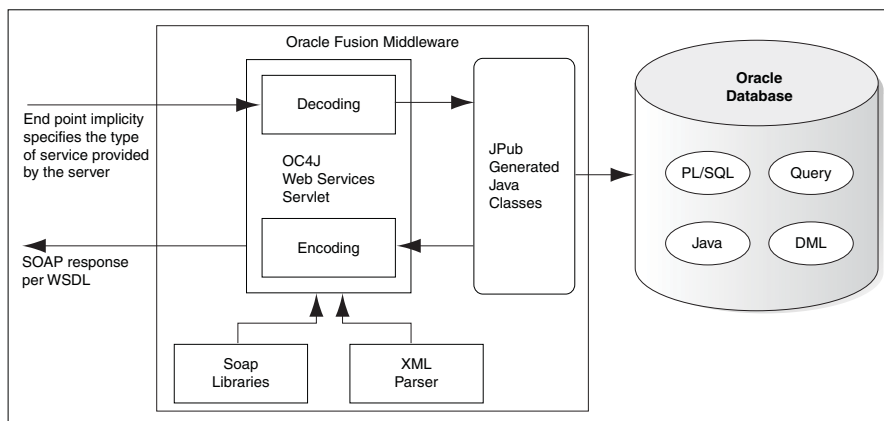 Oracle Fusion Middleware
End point implicity
specifies the type
of service provided
by the server
Decoding
OC4J
Web Services
Servlet
Encoding
SOAP response
per WSDL
JPub
Generated
Java
Classes
Soap
Libraries
XML
Parser
Oracle
Database
PL/SQL
Query
Java
DML